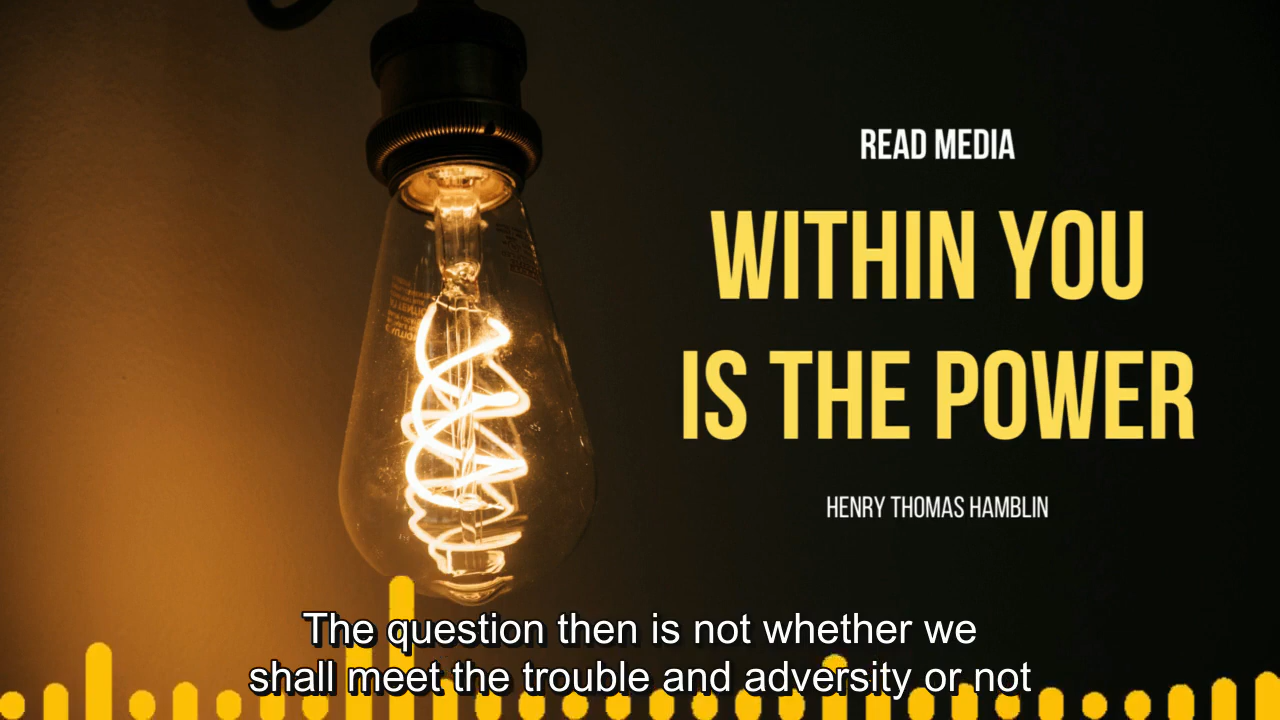 READ MEDIA
WITHIN YOU
IS THE POWER
HENRY THOMAS HAMBLIN
The question then is not whether we
shall meet the trouble and adversity or not